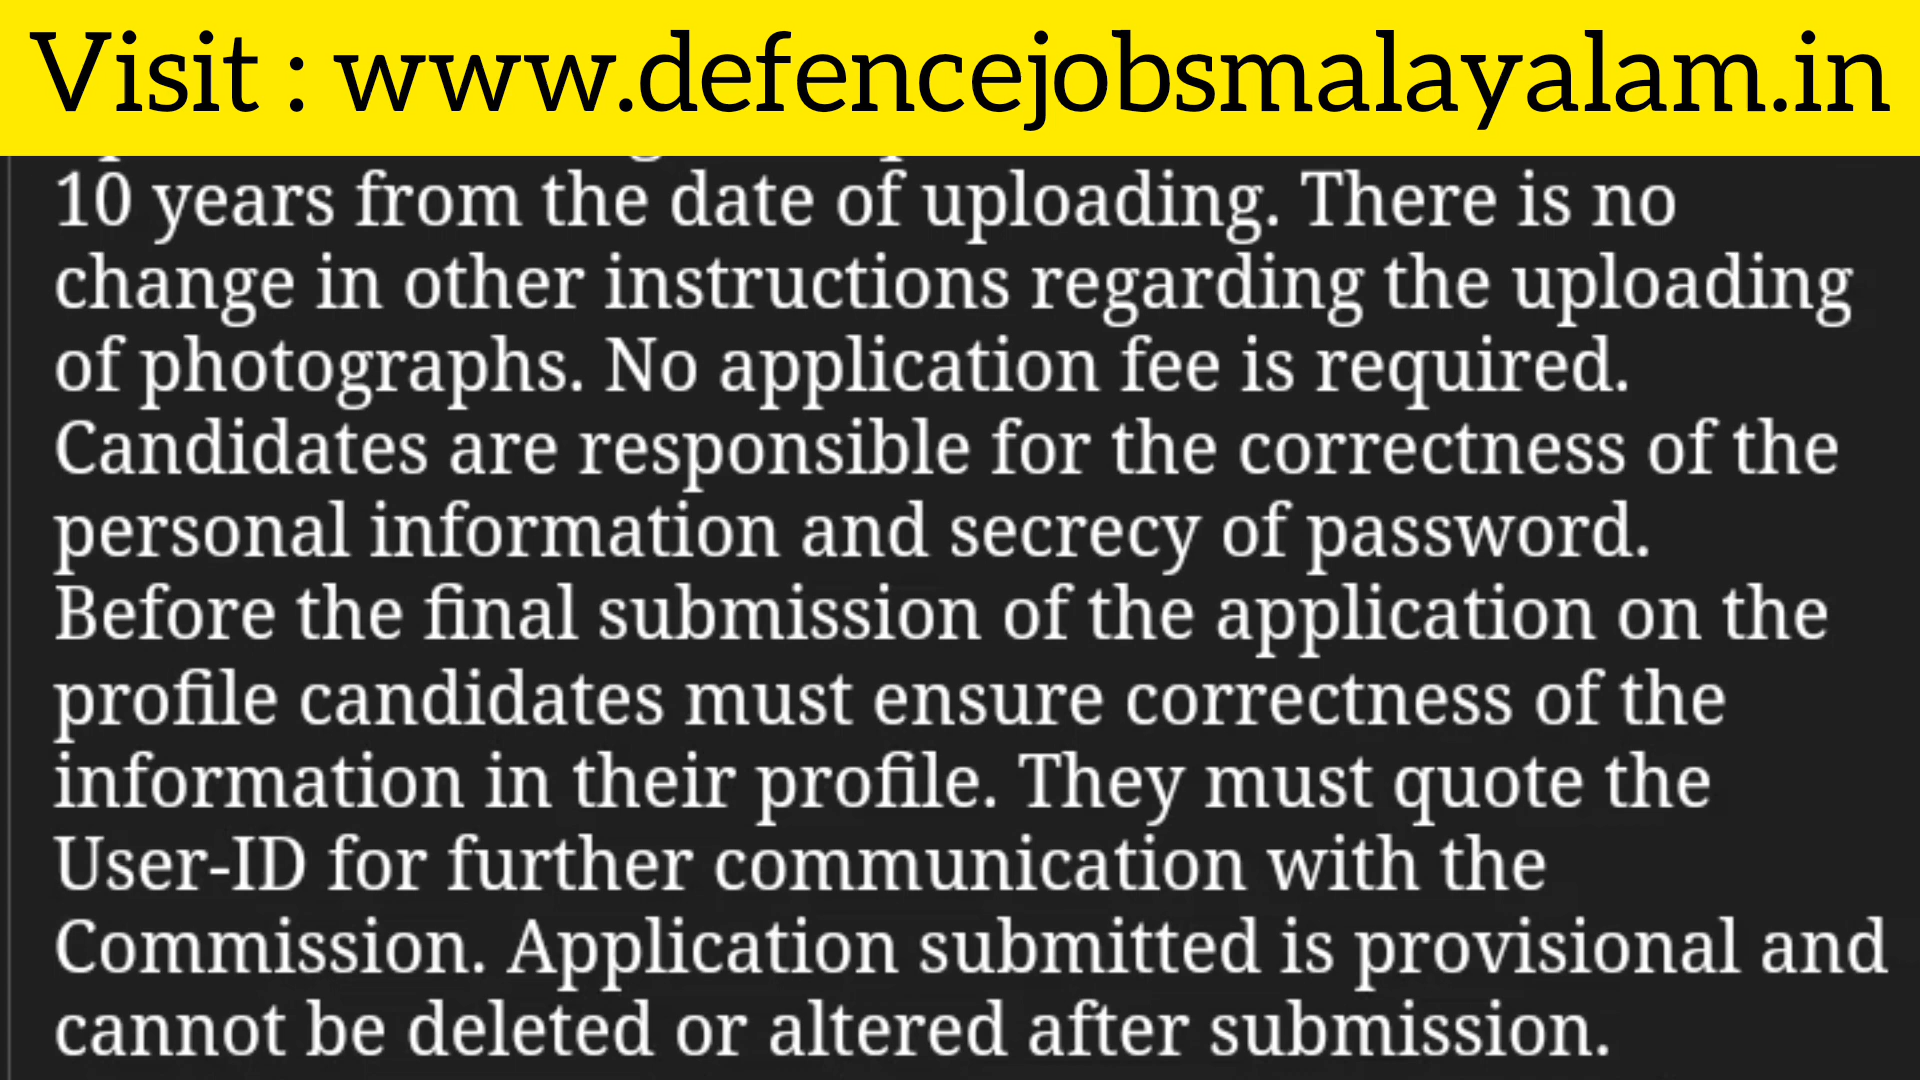 Visit : www.defencejobsmalayalam.in
10 years from the date of uploading. There is no
change in other instructions regarding the uploading
of photographs. No application fee is required.
Candidates are responsible for the correctness of the
personal information and secrecy of password.
Before the final submission of the application on the
profile candidates must ensure correctness of the
information in their profile. They must quote the
User-ID for further communication with the
Commission. Application submitted is provisional and
cannot be deleted or altered after submission.